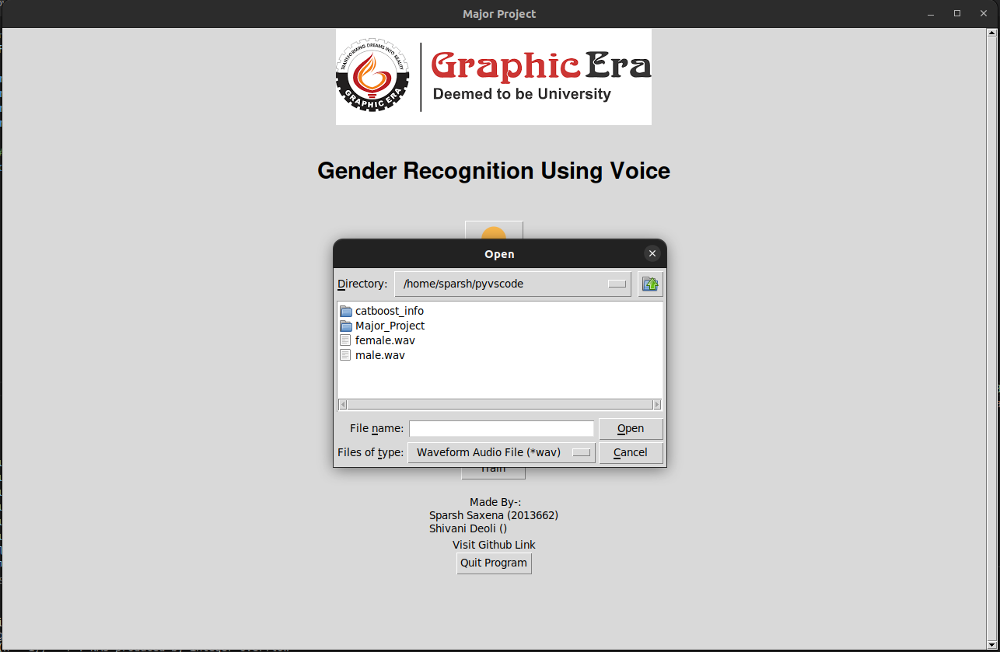 Major Project
TRANSFORMING DREAMS INTO REALITY
GRAPHIC ERA
Graphic Era
Deemed to be University
Gender Recognition Using Voice
Open
Directory: /home/sparsh/pyvscode
catboost_info
Major_Project
female.wav
male.wav
File name: Open
Files of type: Waveform Audio File (*wav) Cancel
Train
Made By-:
Sparsh Saxena (2013662)
Shivani Deoli ()
Visit Github Link
Quit Program